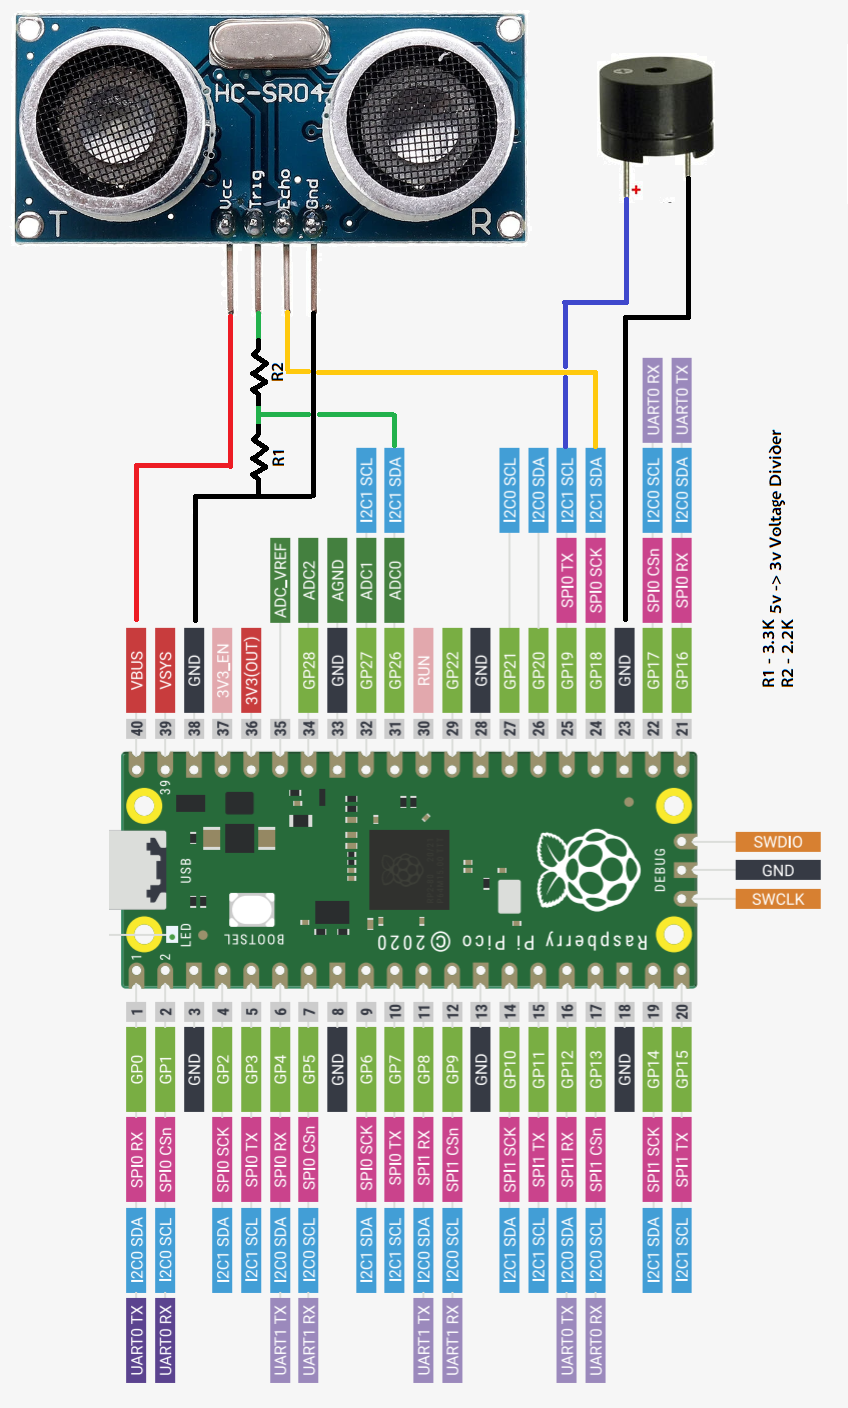 HC-SR04
Vcc
Trig
Echo
Gnd
T
R
+
R2
R1
UART0 RX
UART0 TX
I2C1 SCL
I2C1 SDA
I2C0 SCL
I2C0 SDA
I2C1 SCL
I2C1 SDA
I2C0 SCL
I2C0 SDA
ADC_VREF
ADC2
AGND
ADC1
ADC0
SPI0 TX
SPI0 SCK
SPI0 CSn
SPI0 RX
R1 - 3.3K 5v -> 3v Voltage Divider
R2 - 2.2K
VBUS
VSYS
GND
3V3_EN
3V3(OUT)
GP28
GND
GP27
GP26
RUN
GP22
GND
GP21
GP20
GP19
GP18
GND
GP17
GP16
40
39
38
37
36
35
34
33
32
31
30
29
28
27
26
25
24
23
22
21
39
USB
DEBUG
SWDIO
GND
SWCLK
LED
BOOTSEL
Raspberry Pi Pico ©2020
1
2
1
2
3
4
5
6
7
8
9
10
11
12
13
14
15
16
17
18
19
20
GP0
GP1
GND
GP2
GP3
GP4
GP5
GND
GP6
GP7
GP8
GP9
GND
GP10
GP11
GP12
GP13
GND
GP14
GP15
SPI0 RX
SPI0 CSn
SPI0 SCK
SPI0 TX
SPI0 RX
SPI0 CSn
SPI0 SCK
SPI0 TX
SPI1 RX
SPI1 CSn
SPI1 SCK
SPI1 TX
SPI1 RX
SPI1 CSn
SPI1 SCK
SPI1 TX
I2C0 SDA
I2C0 SCL
I2C1 SDA
I2C1 SCL
I2C0 SDA
I2C0 SCL
I2C1 SDA
I2C1 SCL
I2C0 SDA
I2C0 SCL
I2C1 SDA
I2C1 SCL
I2C0 SDA
I2C0 SCL
I2C1 SDA
I2C1 SCL
UART0 TX
UART0 RX
UART1 TX
UART1 RX
UART1 TX
UART1 RX
UART0 TX
UART0 RX